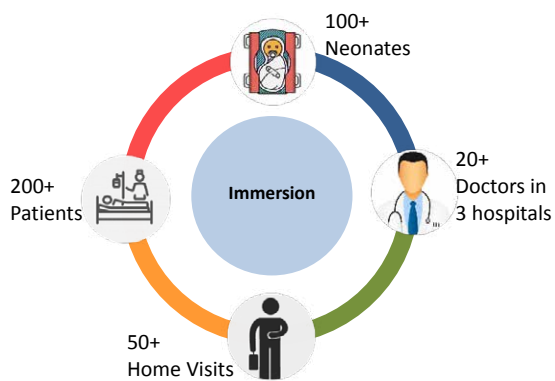 100+
Neonates
20+
Doctors in
3 hospitals
200+
Patients
Immersion
50+
Home Visits